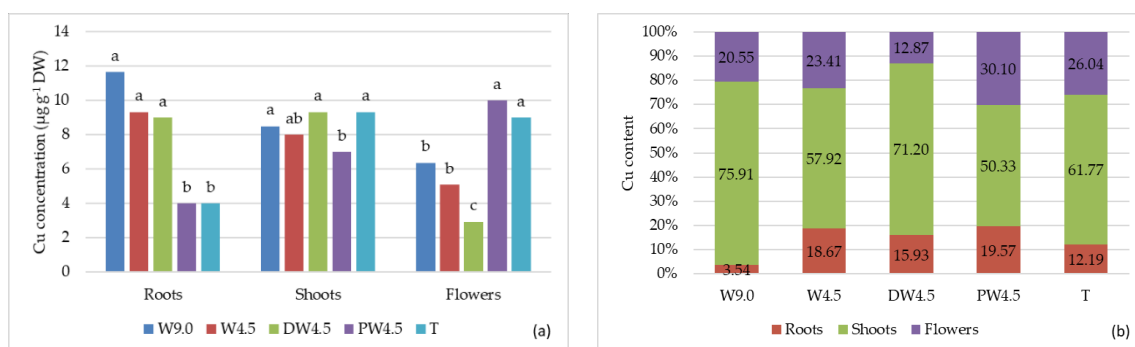 Cu concentration (µg g-1 DW)
14
12
10
8
6
4
2
0
a
a
a
b
b
a
ab
a
b
a
b
b
c
a
a
Roots
Shoots
Flowers
W9.0
W4.5
DW4.5
PW4.5
T
(a)
Cu content
100%
90%
80%
70%
60%
50%
40%
30%
20%
10%
0%
20.55
23.41
12.87
30.10
26.04
75.91
57.92
71.20
50.33
61.77
3.54
18.67
15.93
19.57
12.19
W9.0
W4.5
DW4.5
PW4.5
T
Roots
Shoots
Flowers
(b)